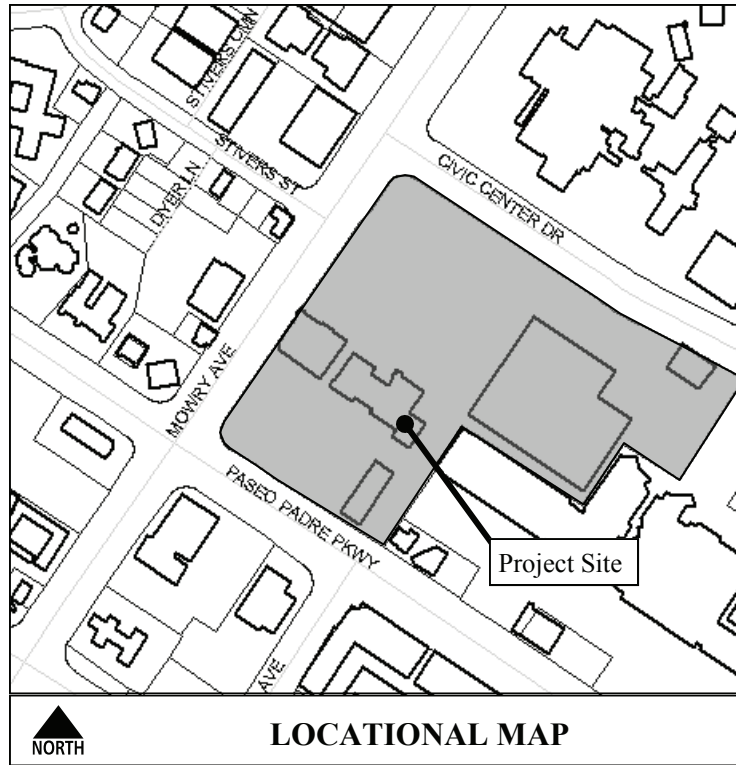 STIVERS CMN
STIVERS ST
CIVIC CENTER DR
DYER LN
MOWRY AVE
PASEO PADRE PKWY
Project Site
AVE
NORTH
LOCATIONAL MAP